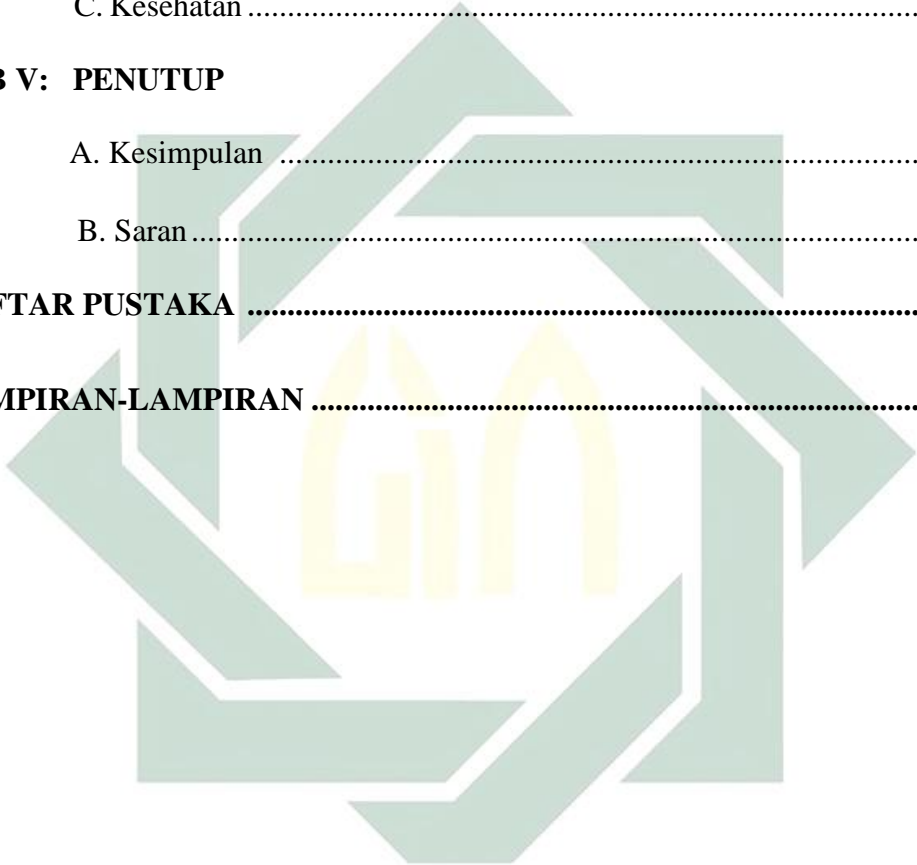 C. Kesehatan ........................................................................................
B V: PENUTUP
A. Kesimpulan ....................................................................................
B. Saran ..............................................................................................
FTAR PUSTAKA .....................................................................................
MPIRAN-LAMPIRAN ..............................................................................